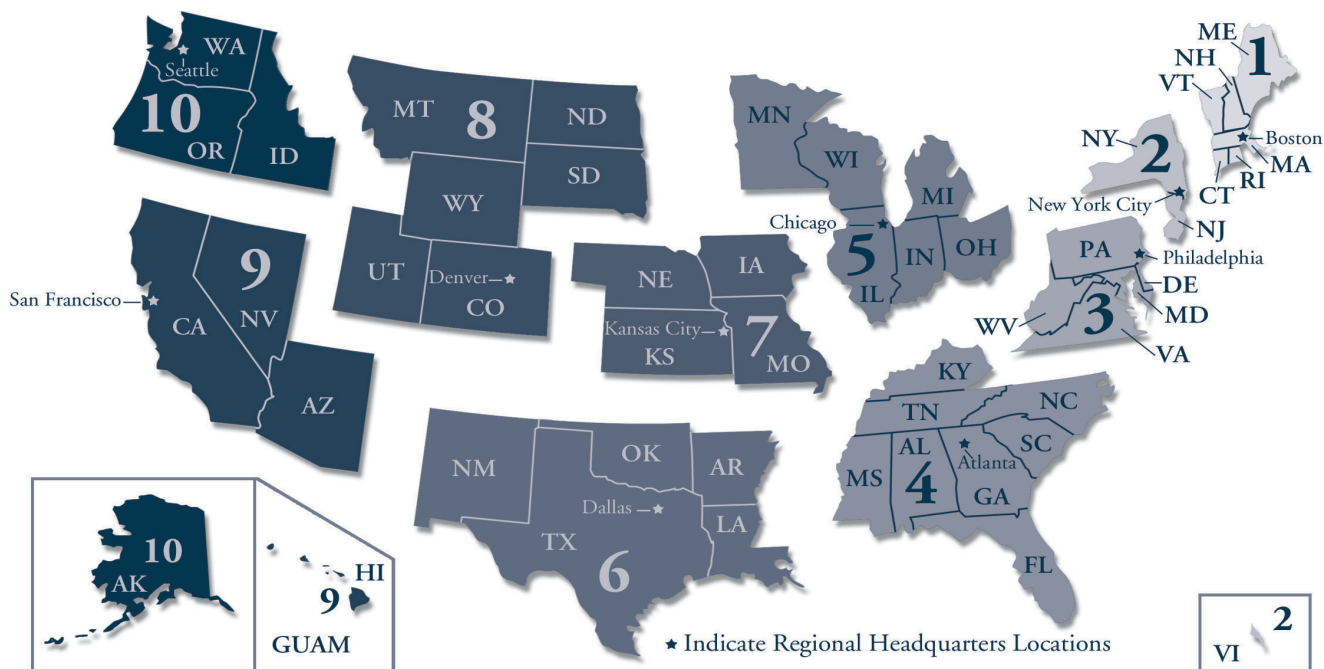 WA
Seattle
10
OR
ID
MT
8
ND
SD
WY
UT
Denver
CO
9
NV
San Francisco
CA
AZ
NE
IA
Kansas City
KS
7
MO
MN
WI
MI
Chicago
5
IL
IN
OH
ME
1
NH
VT
Boston
MA
RI
CT
NY
2
New York City
NJ
PA
Philadelphia
DE
MD
WV
3
VA
KY
TN
NC
SC
MS
AL
Atlanta
4
GA
FL
NM
OK
AR
Dallas
LA
TX
6
10
AK
HI
9
GUAM
Indicate Regional Headquarters Locations
2
VI